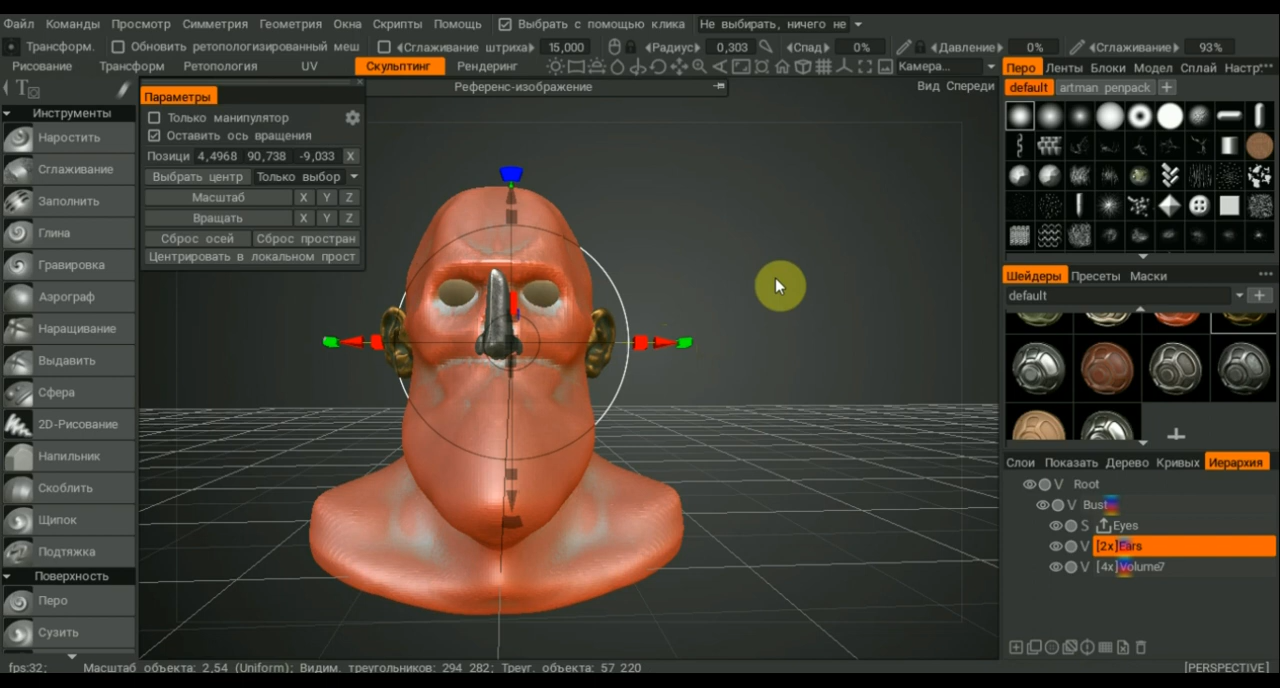 Файл Команды Просмотр Симметрия Геометрия Окна Скрипты Помощь Выбрать с помощью клика Не выбирать, ничего не
Трансформ. Обновить ретопологизированный меш Сглаживание штриха 15,000 Радиус 0,303 Спад 0% Давление 0% Сглаживание 93%
Рисование Трансформ Ретопология UV Скульптинг Рендеринг Камера...
Перо Ленты Блоки Модел Сплай Настр
Референс-изображение
Вид Спереди
default artman penpack +
Инструменты
Наростить
Сглаживание
Заполнить
Глина
Гравировка
Аэрограф
Наращивание
Выдавить
Сфера
2D-Рисование
Напильник
Скоблить
Щипок
Подтяжка
Поверхность
Перо
Сузить
Параметры
Только манипулятор
Оставить ось вращения
Позици 4,4968 90,738 -9,033 X
Выбрать центр Только выбор
Масштаб X Y Z
Вращать X Y Z
Сброс осей Сброс простран
Центрировать в локальном прост
Шейдеры Пресеты Маски
default
Слои Показать Дерево Кривых Иерархия
V Root
V Bust
S Eyes
V [2x]Ears
V [4x]Volume7
fps:32; Масштаб объекта: 2,54 (Uniform); Видим. треугольников: 294 282; Треуг. объекта: 57 220
[PERSPECTIVE]